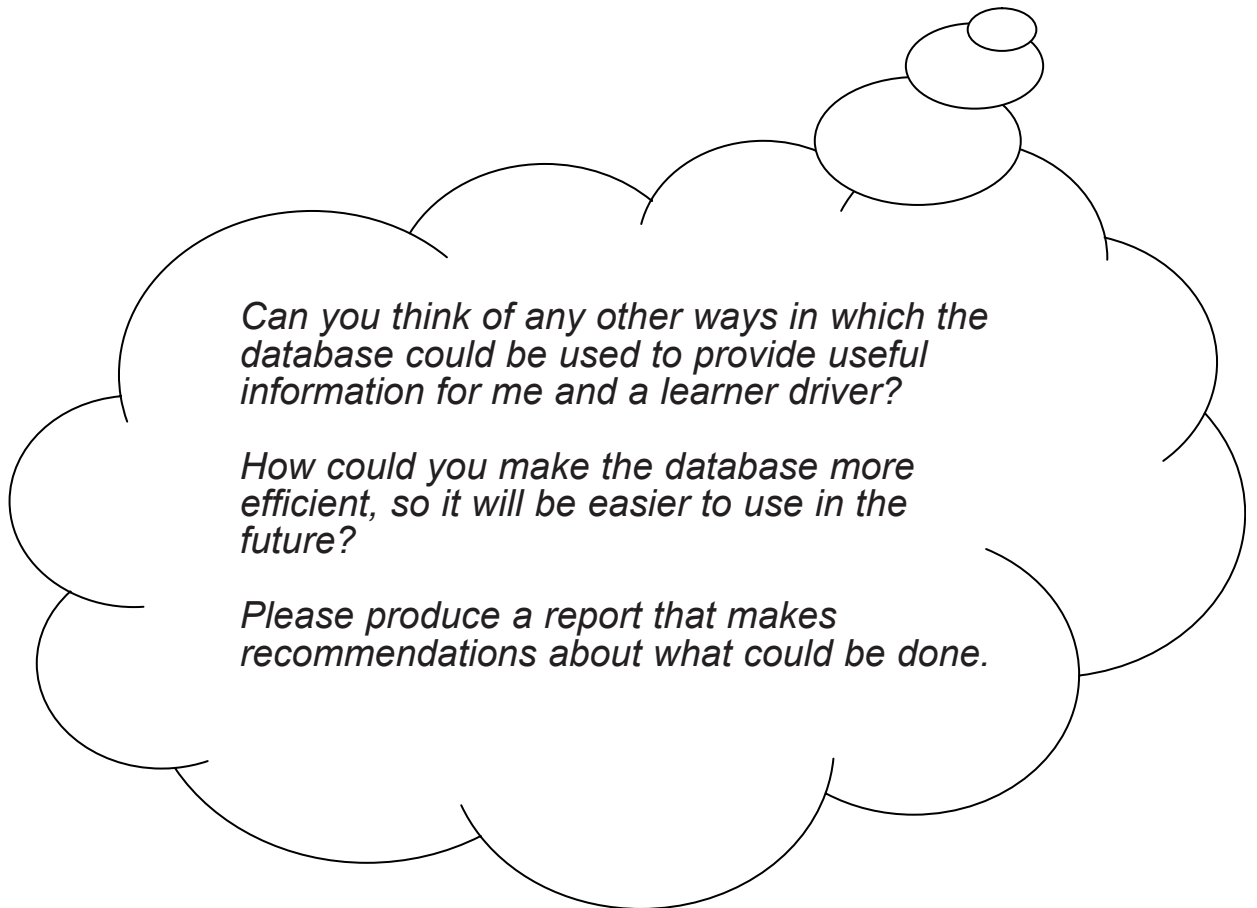 Can you think of any other ways in which the
database could be used to provide useful
information for me and a learner driver?
How could you make the database more
efficient, so it will be easier to use in the
future?
Please produce a report that makes
recommendations about what could be done.